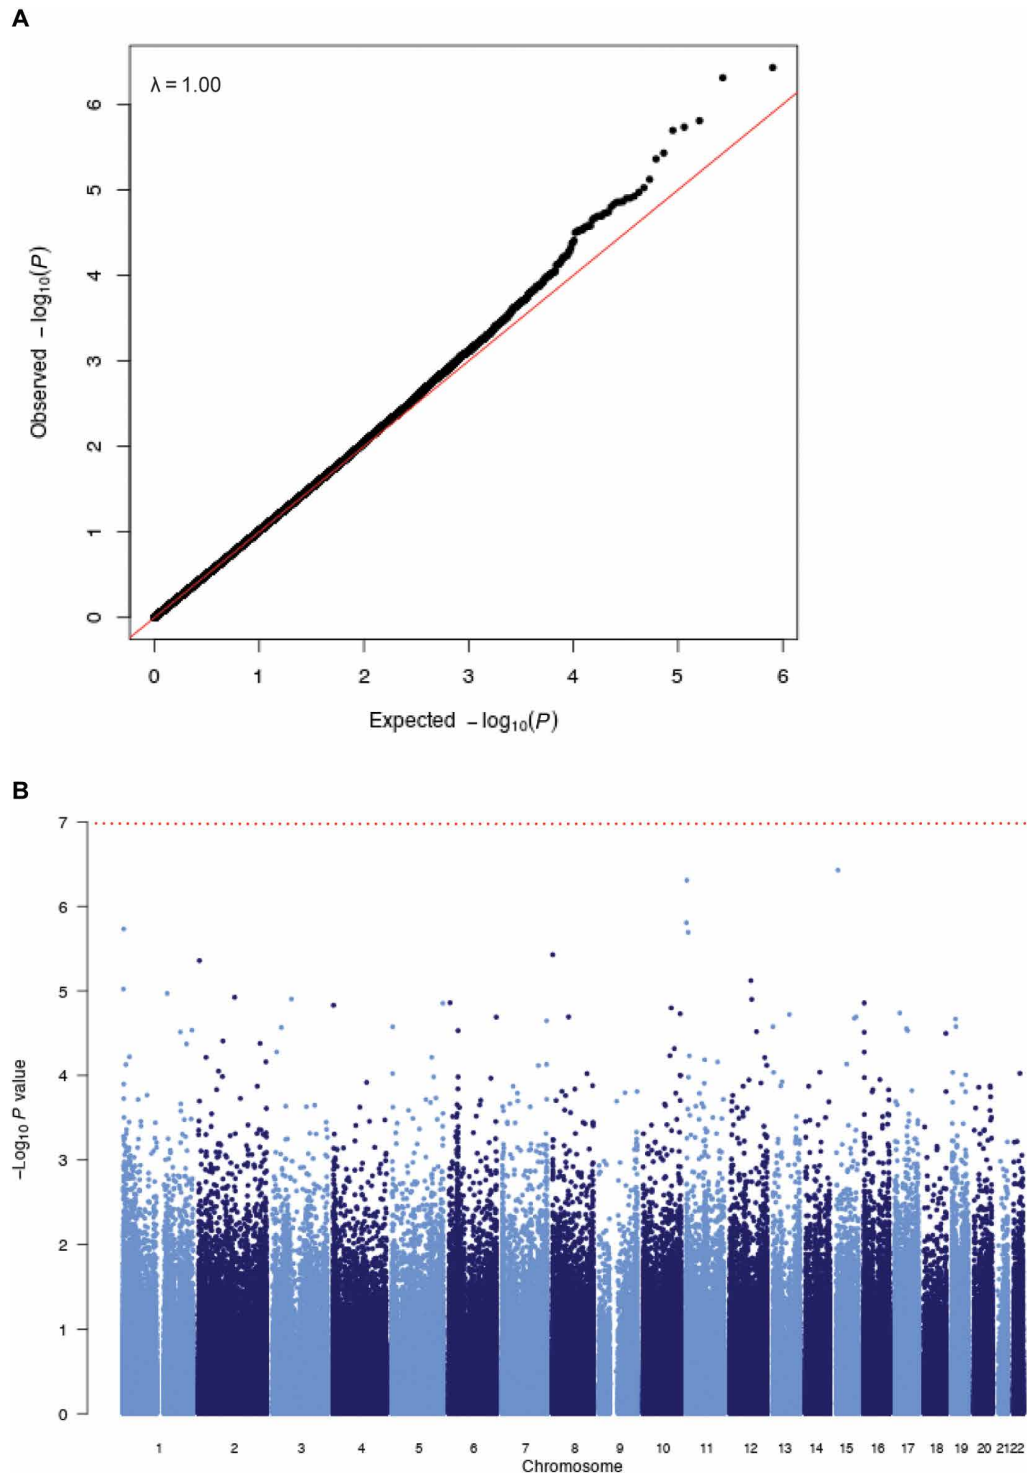 A
λ = 1.00
6
5
4
3
2
1
0
Observed −log₁₀(P)
0 1 2 3 4 5 6
Expected −log₁₀(P)
B
7
6
5
4
3
2
1
0
−Log₁₀ P value
1 2 3 4 5 6 7 8 9 10 11 12 13 14 15 16 17 18 19 20 21 22
Chromosome